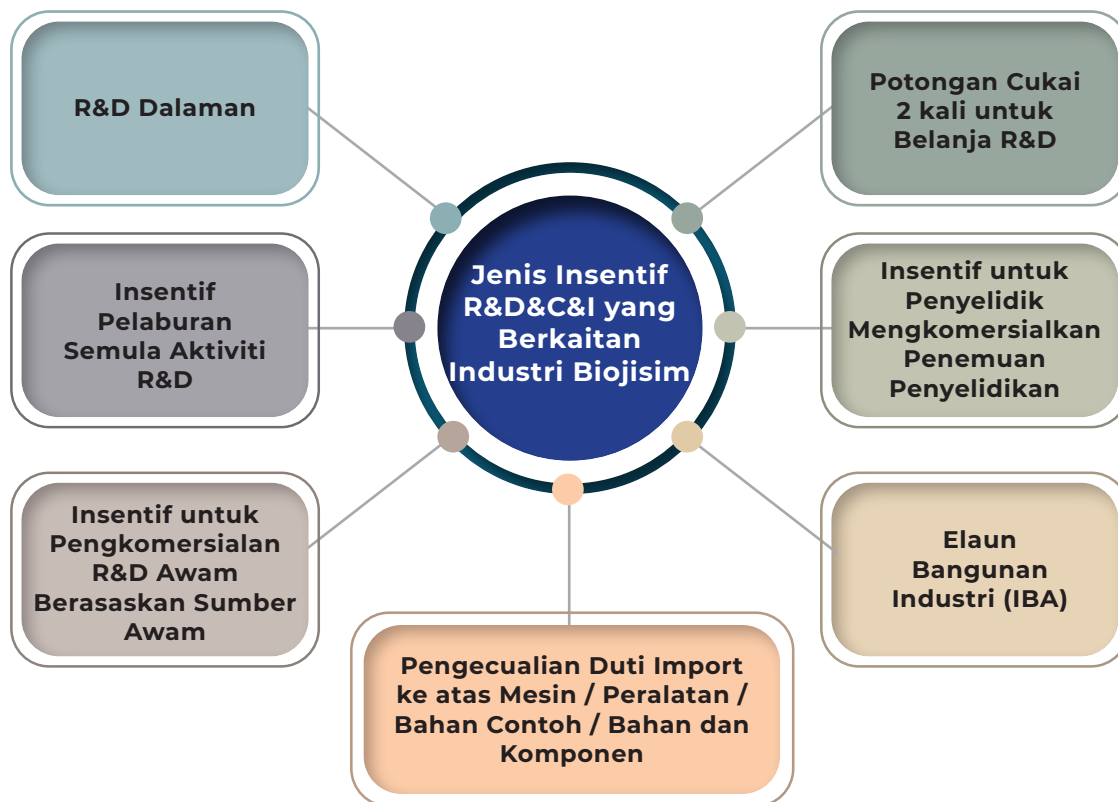 R&D Dalaman
Potongan Cukai
2 kali untuk
Belanja R&D
Jenis Insentif
R&D&C&I yang
Berkaitan
Industri Biojisim
Insentif
Pelaburan
Semula Aktiviti
R&D
Insentif untuk
Penyelidik
Mengkomersialkan
Penemuan
Penyelidikan
Insentif untuk
Pengkomersialan
R&D Awam
Berasaskan Sumber
Awam
Elaun
Bangunan
Industri (IBA)
Pengecualian Duti Import
ke atas Mesin / Peralatan /
Bahan Contoh / Bahan dan
Komponen